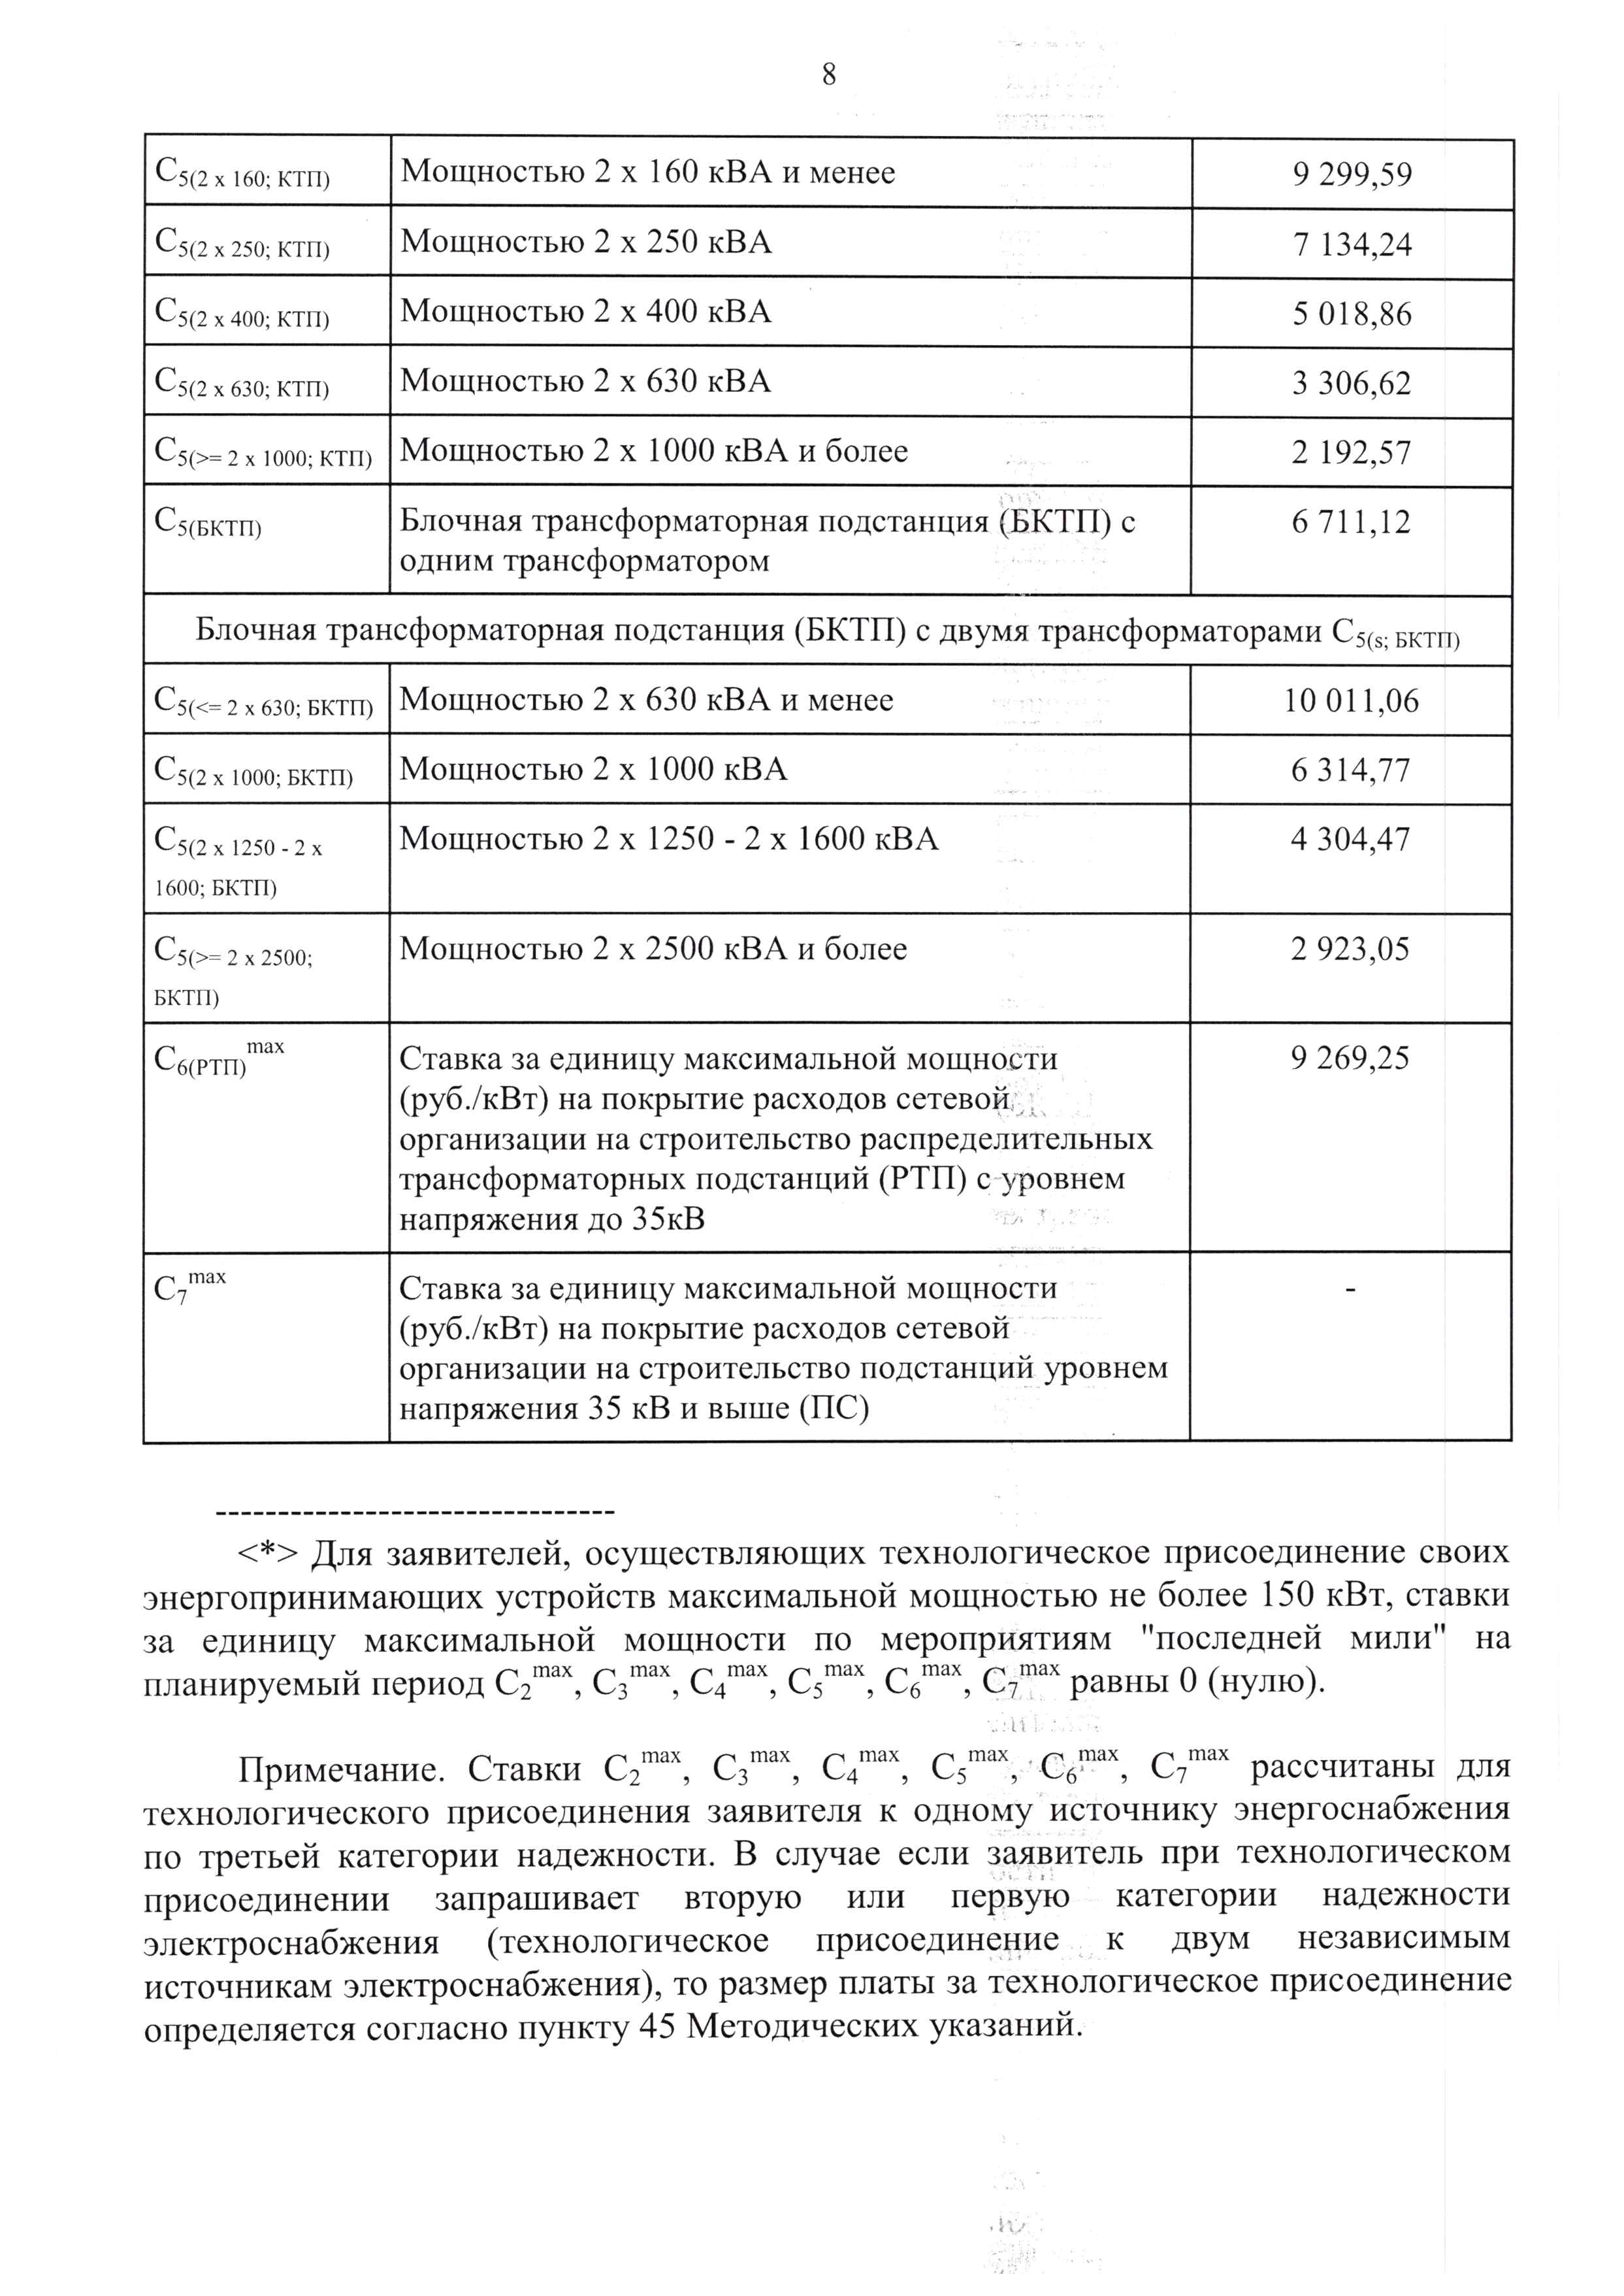 8
C5(2 х 160; КТП) Мощностью 2 х 160 кВА и менее 9 299,59
C5(2 х 250; КТП) Мощностью 2 х 250 кВА 7 134,24
C5(2 х 400; КТП) Мощностью 2 х 400 кВА 5 018,86
C5(2 х 630; КТП) Мощностью 2 х 630 кВА 3 306,62
C5(>= 2 х 1000; КТП) Мощностью 2 х 1000 кВА и более 2 192,57
C5(БКТП) Блочная трансформаторная подстанция (БКТП) с 6 711,12
одним трансформатором
Блочная трансформаторная подстанция (БКТП) с двумя трансформаторами C5(s; БКТП)
C5(<= 2 х 630; БКТП) Мощностью 2 х 630 кВА и менее 10 011,06
C5(2 х 1000; БКТП) Мощностью 2 х 1000 кВА 6 314,77
C5(2 х 1250 - 2 х Мощностью 2 х 1250 - 2 х 1600 кВА 4 304,47
1600; БКТП)
C5(>= 2 х 2500; Мощностью 2 х 2500 кВА и более 2 923,05
БКТП)
C6(РТП)max Ставка за единицу максимальной мощности 9 269,25
(руб./кВт) на покрытие расходов сетевой
организации на строительство распределительных
трансформаторных подстанций (РТП) с уровнем
напряжения до 35кВ
C7max Ставка за единицу максимальной мощности -
(руб./кВт) на покрытие расходов сетевой
организации на строительство подстанций уровнем
напряжения 35 кВ и выше (ПС)
--------------------------------
<*> Для заявителей, осуществляющих технологическое присоединение своих
энергопринимающих устройств максимальной мощностью не более 150 кВт, ставки
за единицу максимальной мощности по мероприятиям "последней мили" на
планируемый период C2max, C3max, C4max, C5max, C6max, C7max равны 0 (нулю).
Примечание. Ставки C2max, C3max, C4max, C5max, C6max, C7max рассчитаны для
технологического присоединения заявителя к одному источнику энергоснабжения
по третьей категории надежности. В случае если заявитель при технологическом
присоединении запрашивает вторую или первую категории надежности
электроснабжения (технологическое присоединение к двум независимым
источникам электроснабжения), то размер платы за технологическое присоединение
определяется согласно пункту 45 Методических указаний.